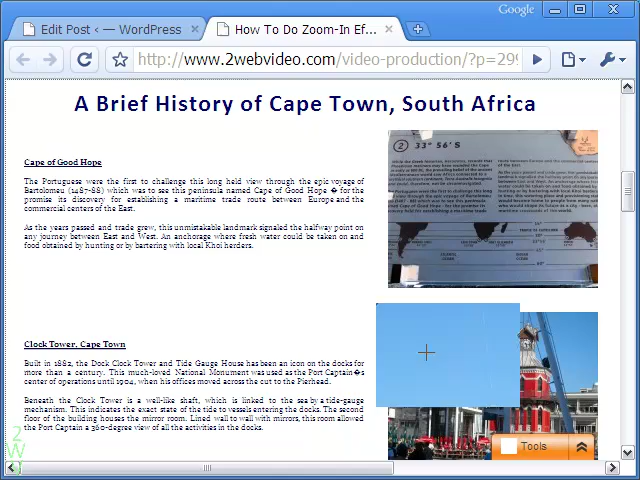 Google
Edit Post ‹ — WordPress
How To Do Zoom-In Ef...
http://www.2webvideo.com/video-production/?p=299
A Brief History of Cape Town, South Africa
Cape of Good Hope
The Portuguese were the first to challenge this long held view through the epic voyage of
Bartolomeu (1487-88) which was to see this peninsula named Cape of Good Hope � for the
promise its discovery for establishing a maritime trade route between Europe and the
commercial centers of the East.
As the years passed and trade grew, this unmistakable landmark signaled the halfway point on
any journey between East and West. An anchorage where fresh water could be taken on and
food obtained by hunting or by bartering with local Khoi herders.
2 33° 56´ S
Clock Tower, Cape Town
Built in 1882, the Dock Clock Tower and Tide Gauge House has been an icon on the docks for
more than a century. This much-loved National Monument was used as the Port Captain�s
center of operations until 1904, when his offices moved across the cut to the Pierhead.
Beneath the Clock Tower is a well-like shaft, which is linked to the sea by a tide-gauge
mechanism. This indicates the exact state of the tide to vessels entering the docks. The second
floor of the building houses the mirror room. Lined wall to wall with mirrors, this room allowed
the Port Captain a 360-degree view of all the activities in the docks.
Tools